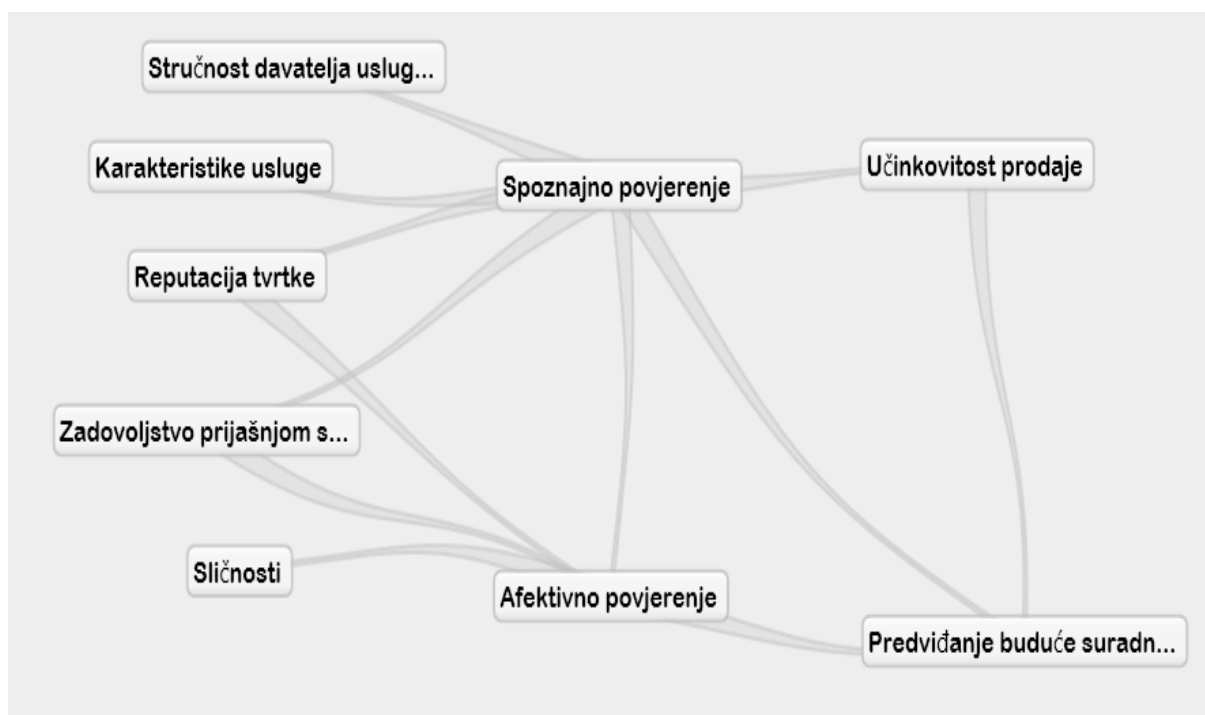 Stručnost davatelja uslug...
Karakteristike usluge
Spoznajno povjerenje
Učinkovitost prodaje
Reputacija tvrtke
Zadovoljstvo prijašnjom s...
Sličnosti
Afektivno povjerenje
Predviđanje buduće suradn...